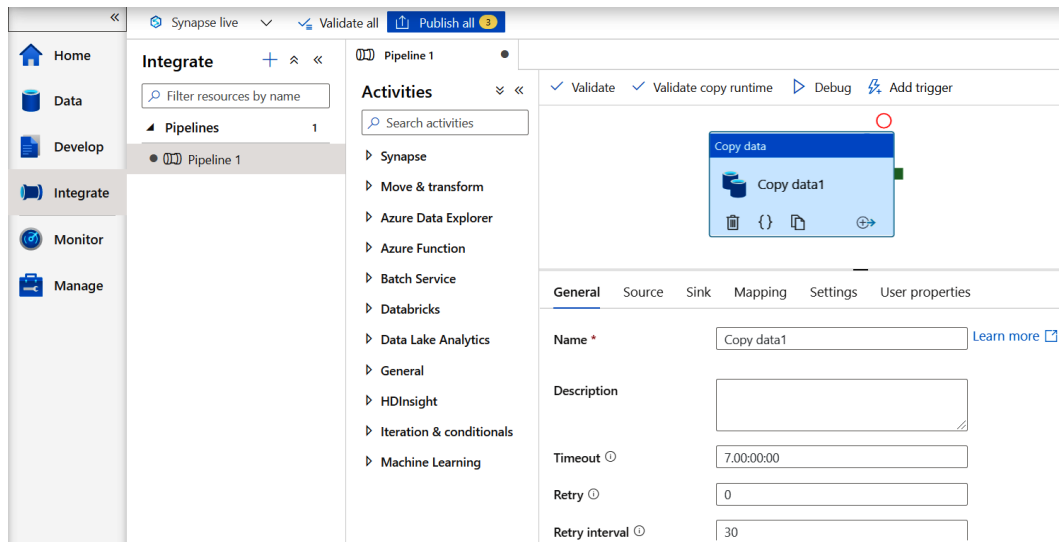 «
Synapse live
Validate all
Publish all 3
Home
Data
Develop
Integrate
Monitor
Manage
Integrate
Filter resources by name
Pipelines 1
Pipeline 1
Pipeline 1
Activities
Search activities
Synapse
Move & transform
Azure Data Explorer
Azure Function
Batch Service
Databricks
Data Lake Analytics
General
HDInsight
Iteration & conditionals
Machine Learning
Validate
Validate copy runtime
Debug
Add trigger
Copy data
Copy data1
{}
General Source Sink Mapping Settings User properties
Name * Copy data1 Learn more
Description
Timeout 7.00:00:00
Retry 0
Retry interval 30